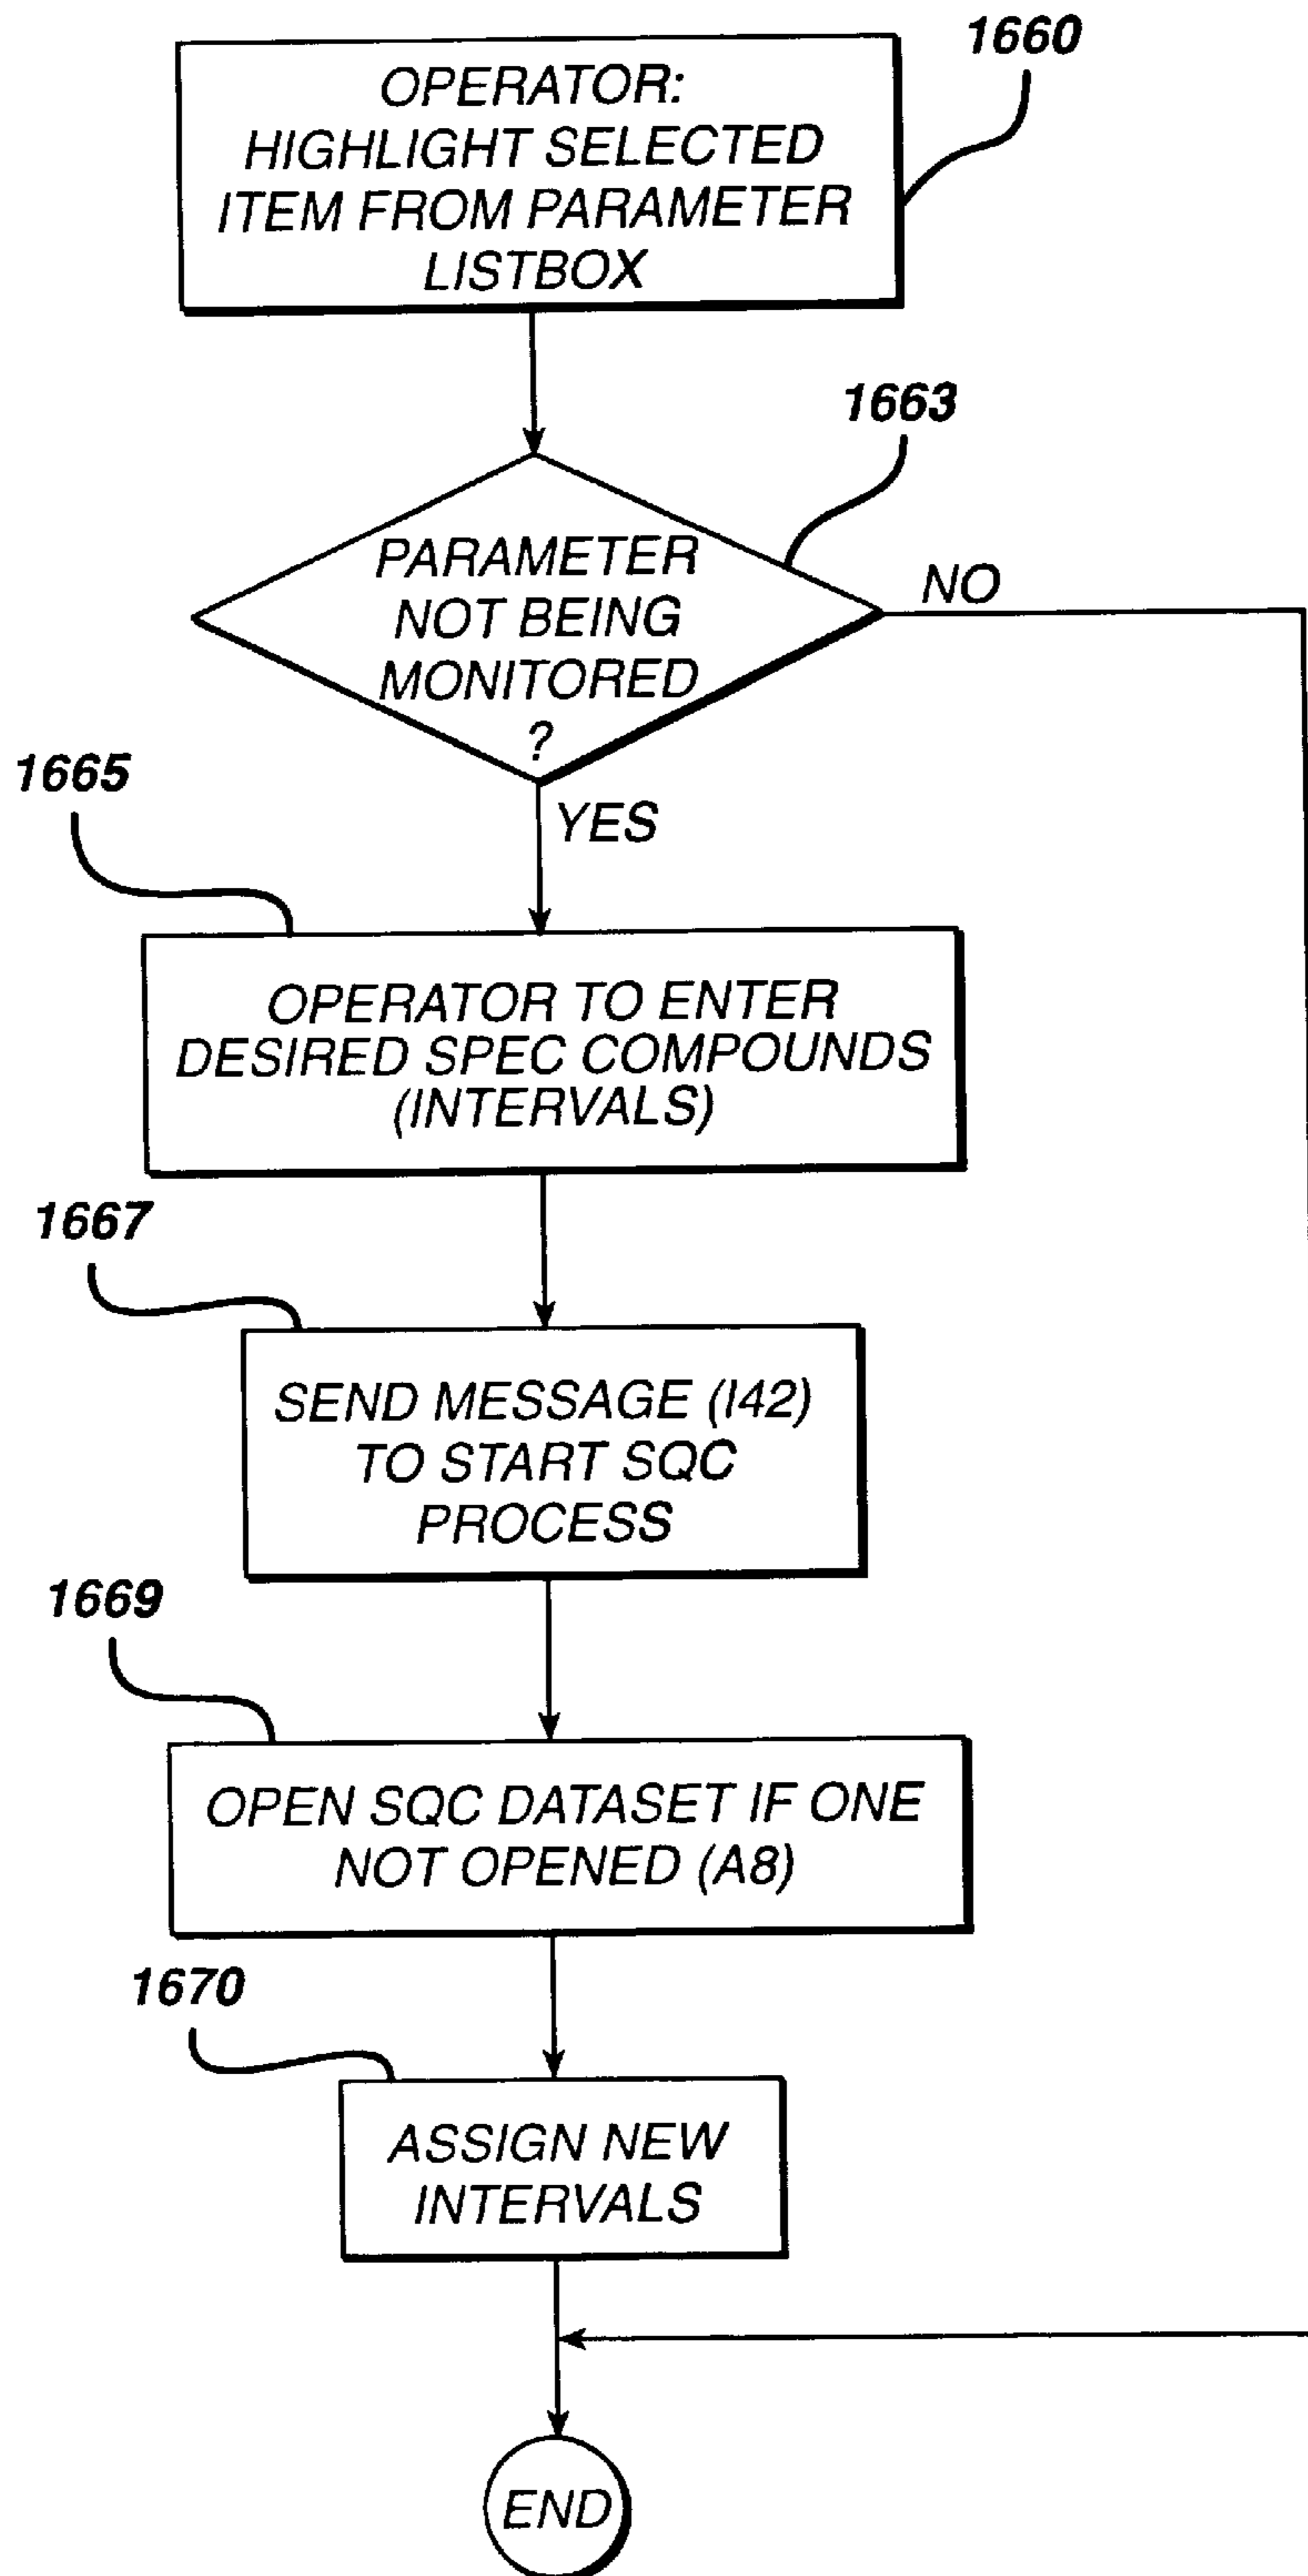 1660
OPERATOR:
HIGHLIGHT SELECTED
ITEM FROM PARAMETER
LISTBOX
1663
PARAMETER
NOT BEING
MONITORED
?
NO
YES
1665
OPERATOR TO ENTER
DESIRED SPEC COMPOUNDS
(INTERVALS)
1667
SEND MESSAGE (I42)
TO START SQC
PROCESS
1669
OPEN SQC DATASET IF ONE
NOT OPENED (A8)
1670
ASSIGN NEW
INTERVALS
END